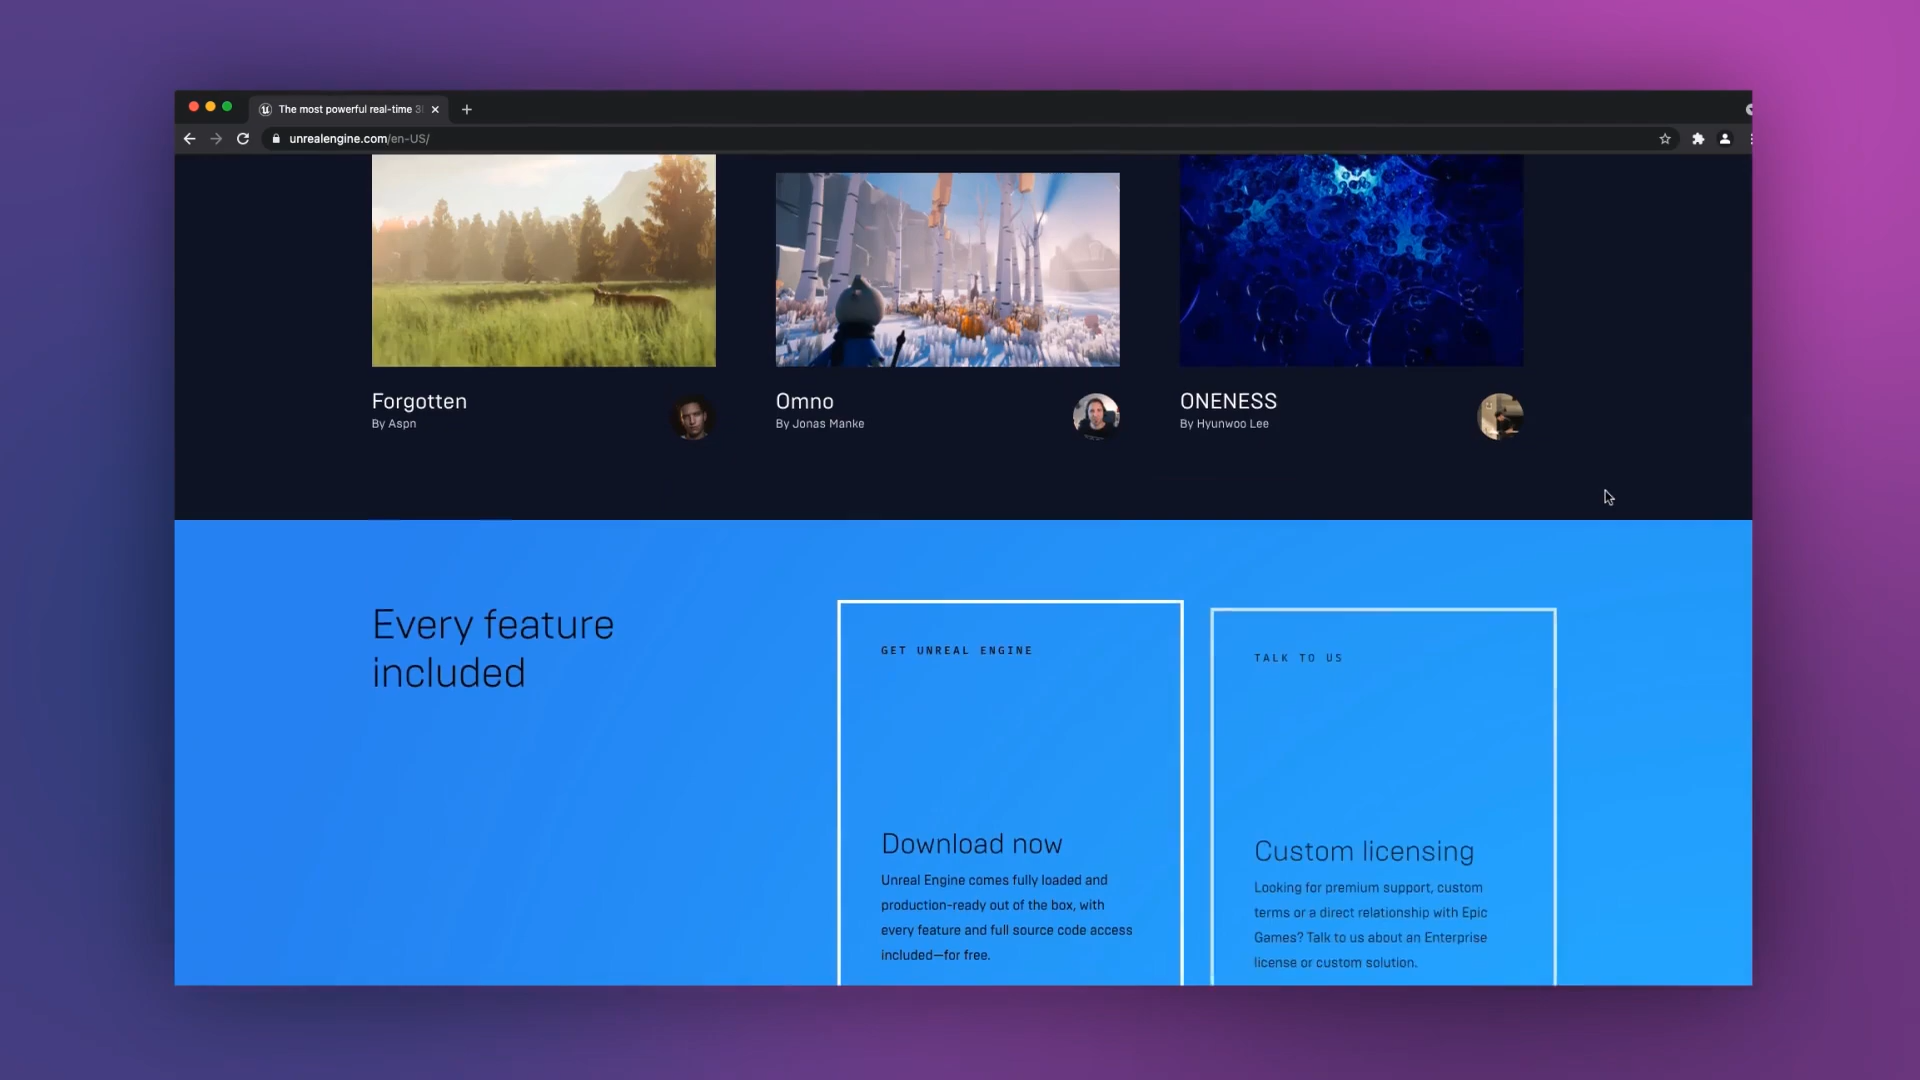 The most powerful real-time 3
unrealengine.com/en-US/
Forgotten
By Aspn
Omno
By Jonas Manke
ONENESS
By Hyunwoo Lee
Every feature
included
GET UNREAL ENGINE
Download now
Unreal Engine comes fully loaded and
production-ready out of the box, with
every feature and full source code access
included—for free.
TALK TO US
Custom licensing
Looking for premium support, custom
terms or a direct relationship with Epic
Games? Talk to us about an Enterprise
license or custom solution.